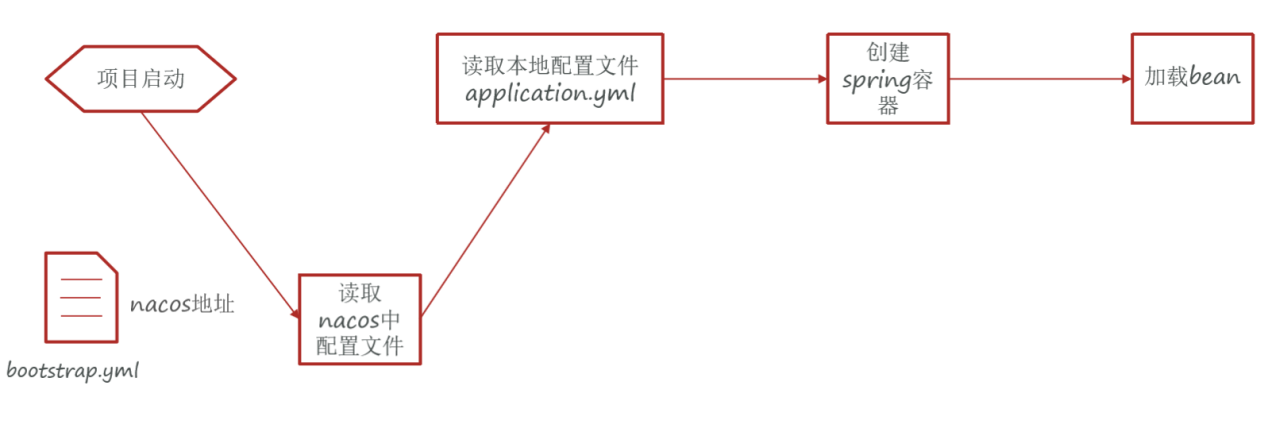 项目启动
读取本地配置文件
application.yml
创建
spring容
器
加载bean
nacos地址
bootstrap.yml
读取
nacos中
配置文件